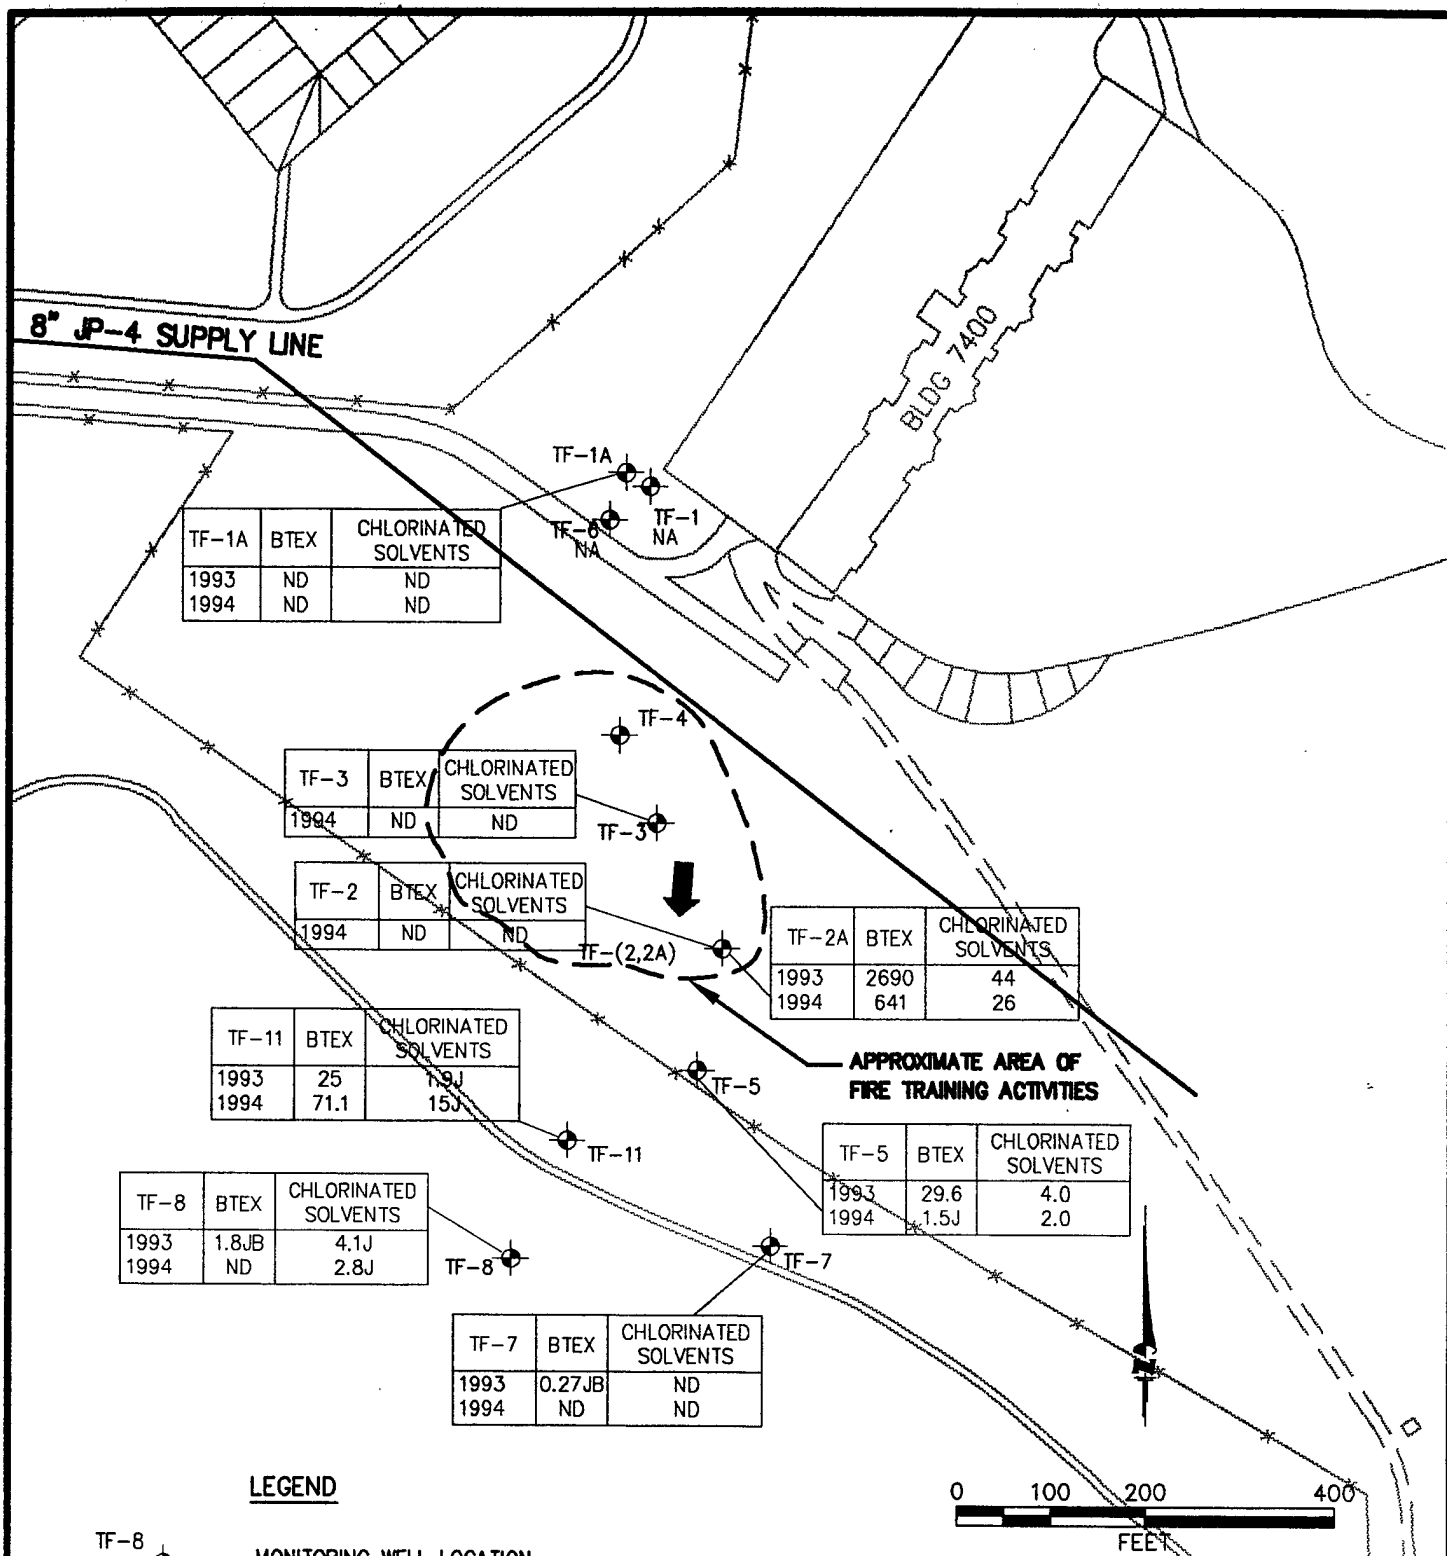 8" JP-4 SUPPLY LINE
BLDG 7400
TF-1A
TF-1
NA
TF-6
NA
TF-1A BTEX CHLORINATED SOLVENTS
1993 ND ND
1994 ND ND
TF-4
TF-3 BTEX CHLORINATED SOLVENTS
1994 ND ND
TF-3
TF-2 BTEX CHLORINATED SOLVENTS
1994 ND ND
TF-(2,2A)
TF-2A BTEX CHLORINATED SOLVENTS
1993 2690 44
1994 641 26
TF-11 BTEX CHLORINATED SOLVENTS
1993 25 1.9J
1994 71.1 15J
APPROXIMATE AREA OF
FIRE TRAINING ACTIVITIES
TF-5
TF-11
TF-5 BTEX CHLORINATED SOLVENTS
1993 29.6 4.0
1994 1.5J 2.0
TF-8 BTEX CHLORINATED SOLVENTS
1993 1.8JB 4.1J
1994 ND 2.8J
TF-8
TF-7
TF-7 BTEX CHLORINATED SOLVENTS
1993 0.27JB ND
1994 ND ND
N
LEGEND
0 100 200 400
FEET
TF-8
MONITORING WELL LOCATION